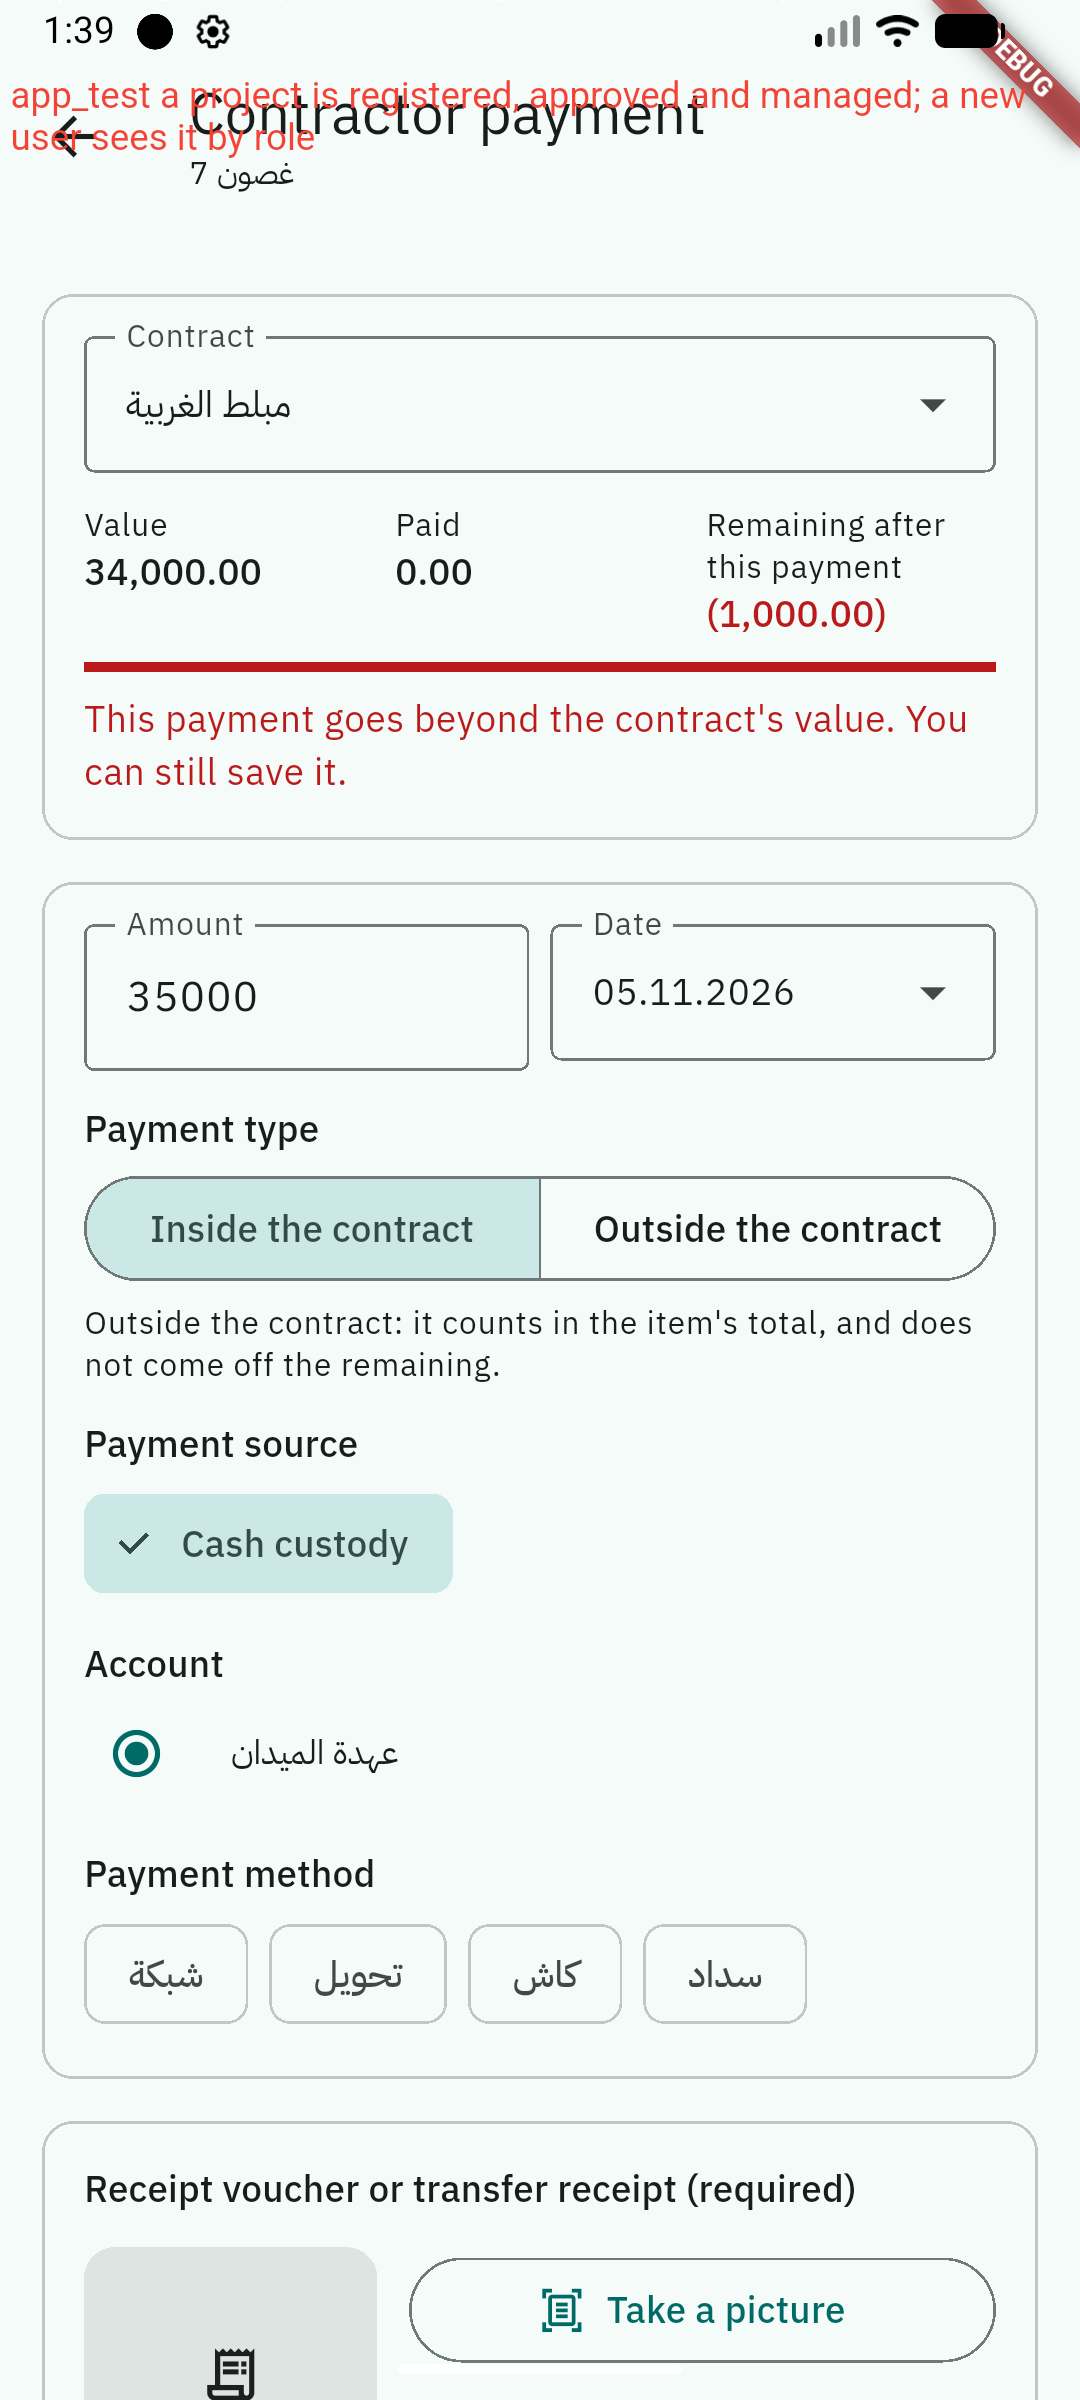 1:39
app_test a project is registered, approved and managed; a new
user sees it by role
EBUG
Contractor payment
غصون 7
Contract
مبلط الغربية
Value
34,000.00
Paid
0.00
Remaining after
this payment
(1,000.00)
This payment goes beyond the contract's value. You
can still save it.
Amount
35000
Date
05.11.2026
Payment type
Inside the contract
Outside the contract
Outside the contract: it counts in the item's total, and does
not come off the remaining.
Payment source
Cash custody
Account
عهدة الميدان
Payment method
شبكة
تحويل
كاش
سداد
Receipt voucher or transfer receipt (required)
Take a picture